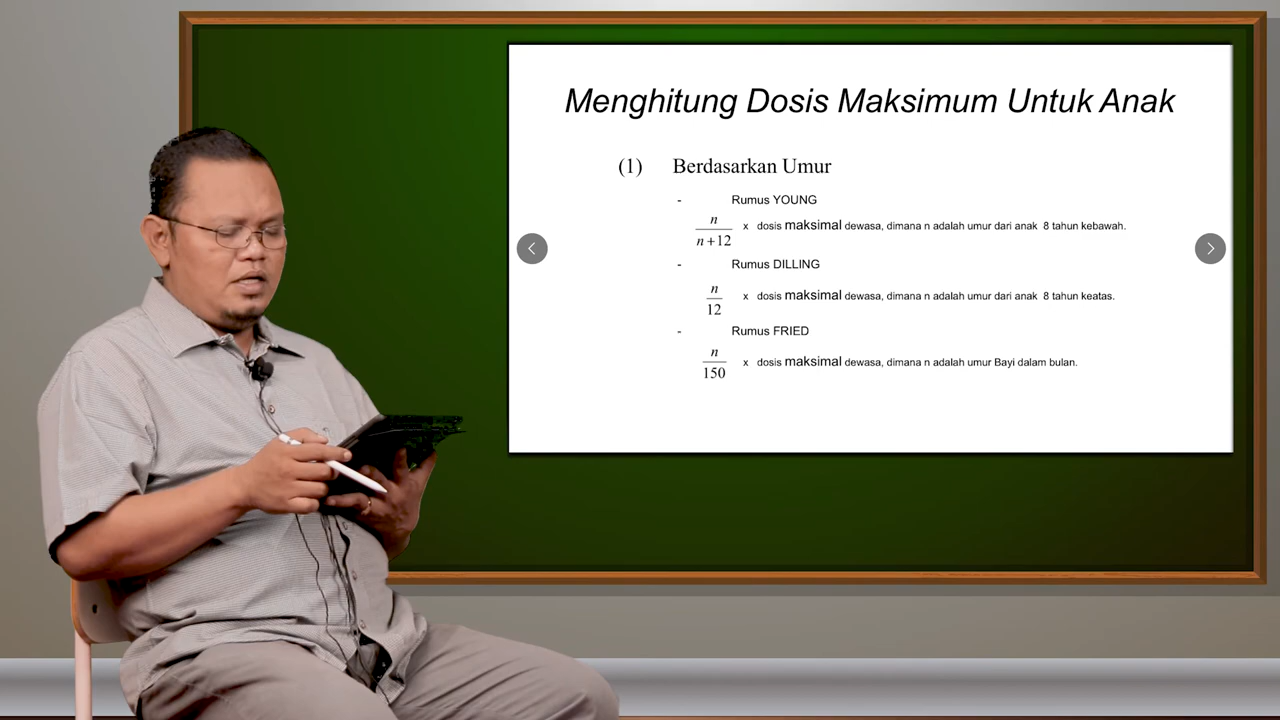 Menghitung Dosis Maksimum Untuk Anak
(1) Berdasarkan Umur
- Rumus YOUNG
n/(n+12) x dosis maksimal dewasa, dimana n adalah umur dari anak 8 tahun kebawah.
- Rumus DILLING
n/12 x dosis maksimal dewasa, dimana n adalah umur dari anak 8 tahun keatas.
- Rumus FRIED
n/150 x dosis maksimal dewasa, dimana n adalah umur Bayi dalam bulan.